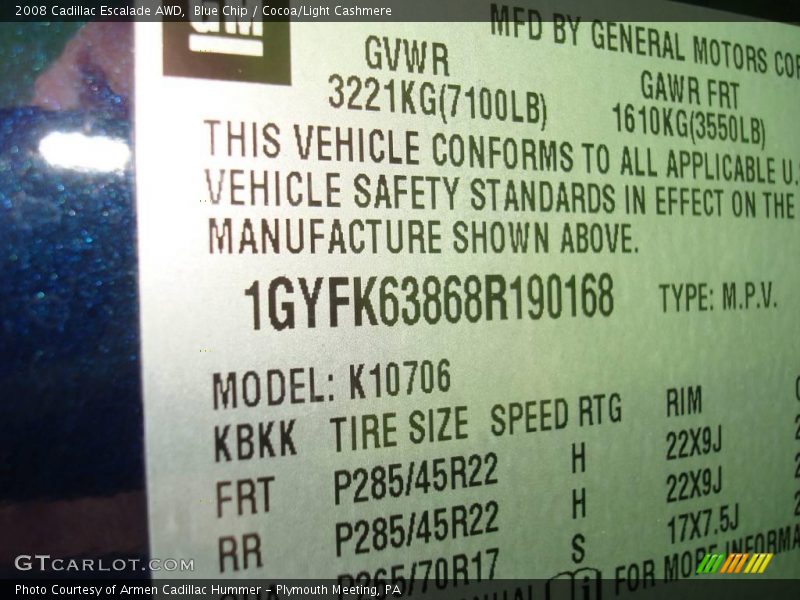 2008 Cadillac Escalade AWD, Blue Chip / Cocoa/Light Cashmere
GM
MFD BY GENERAL MOTORS COR
GVWR
GAWR FRT
3221KG(7100LB)
1610KG(3550LB)
THIS VEHICLE CONFORMS TO ALL APPLICABLE U.
VEHICLE SAFETY STANDARDS IN EFFECT ON THE
MANUFACTURE SHOWN ABOVE.
1GYFK63868R190168 TYPE: M.P.V.
MODEL: K10706
KBKK TIRE SIZE SPEED RTG RIM
FRT P285/45R22 H 22X9J
RR P285/45R22 H 22X9J
P265/70R17 S 17X7.5J
FOR MORE INFORMA
GTCARLOT.COM
Photo Courtesy of Armen Cadillac Hummer - Plymouth Meeting, PA